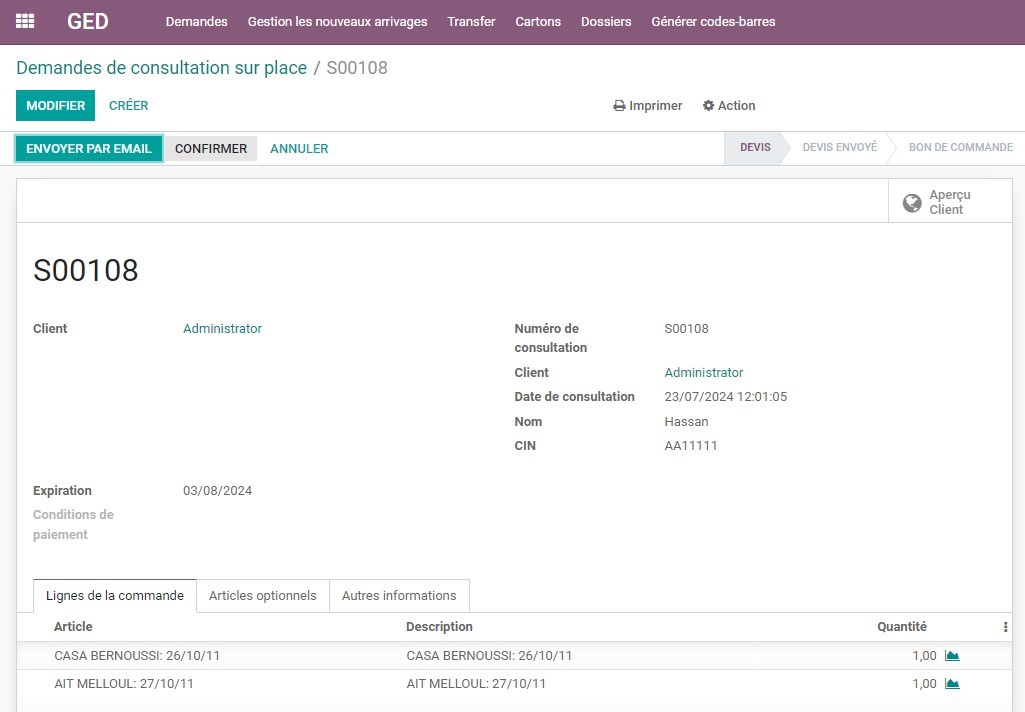 GED Demandes Gestion les nouveaux arrivages Transfer Cartons Dossiers Générer codes-barres
Demandes de consultation sur place / S00108
MODIFIER CRÉER Imprimer Action
ENVOYER PAR EMAIL CONFIRMER ANNULER DEVIS DEVIS ENVOYÉ BON DE COMMANDE
Aperçu
Client
S00108
Client Administrator
Numéro de
consultation S00108
Client Administrator
Date de consultation 23/07/2024 12:01:05
Nom Hassan
CIN AA11111
Expiration 03/08/2024
Conditions de
paiement
Lignes de la commande Articles optionnels Autres informations
Article Description Quantité
CASA BERNOUSSI: 26/10/11 CASA BERNOUSSI: 26/10/11 1,00
AIT MELLOUL: 27/10/11 AIT MELLOUL: 27/10/11 1,00